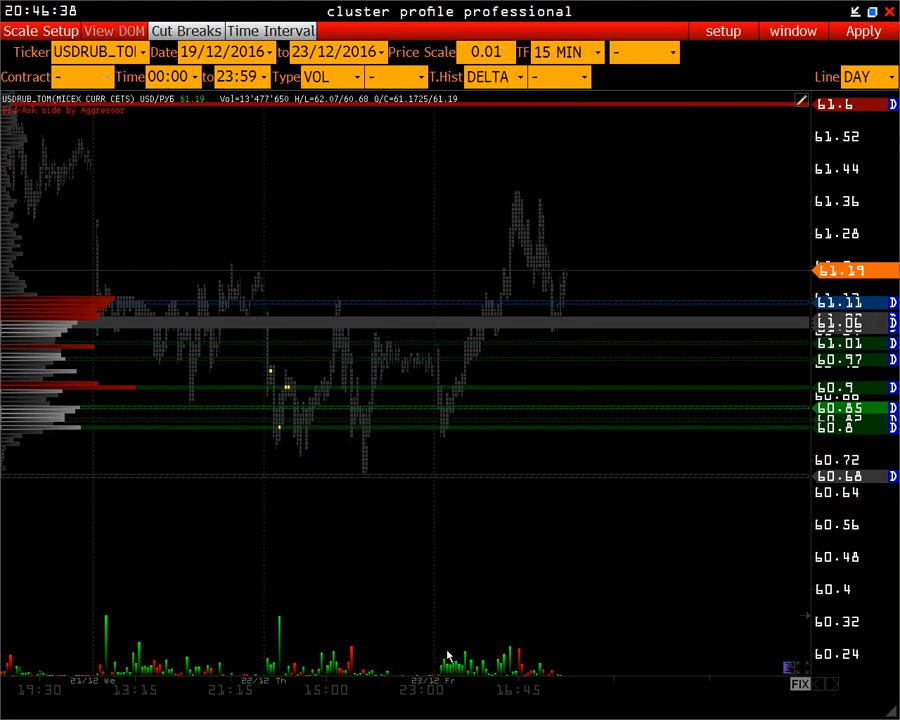 20:46:38 cluster profile professional
Scale Setup View DOM Cut Breaks Time Interval setup window Apply
Ticker USDRUB_TO Date 19/12/2016 to 23/12/2016 Price Scale 0.01 TF 15 MIN -
Contract - Time 00:00 to 23:59 Type VOL - T.Hist DELTA - Line DAY
USDRUB_TOM(MICEX CURR CETS) USD/РУБ 61.19 Vol=13'477'650 H/L=62.07/60.68 O/C=61.1725/61.19
Bid-Ask side by Aggressor
61.6 D
61.52
61.44
61.36
61.28
61.19
61.11 D
61.06 D
61.01 D
60.97 D
60.9 D
60.85 D
60.8 D
60.72
60.68 D
60.64
60.56
60.48
60.4
60.32
60.24
21/12 We 22/12 Th 23/12 Fr
19:30 13:15 21:15 15:00 23:00 16:45
FIX